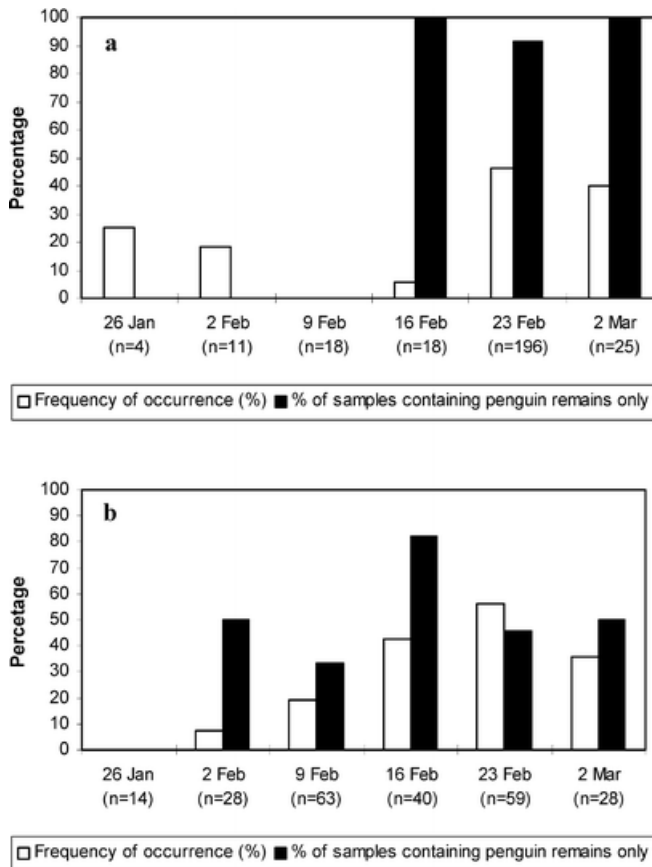 a
Percentage
100
90
80
70
60
50
40
30
20
10
0
26 Jan 2 Feb 9 Feb 16 Feb 23 Feb 2 Mar
(n=4) (n=11) (n=18) (n=18) (n=196) (n=25)
Frequency of occurrence (%) % of samples containing penguin remains only
b
Percetage
100
90
80
70
60
50
40
30
20
10
0
26 Jan 2 Feb 9 Feb 16 Feb 23 Feb 2 Mar
(n=14) (n=28) (n=63) (n=40) (n=59) (n=28)
Frequency of occurrence (%) % of samples containing penguin remains only